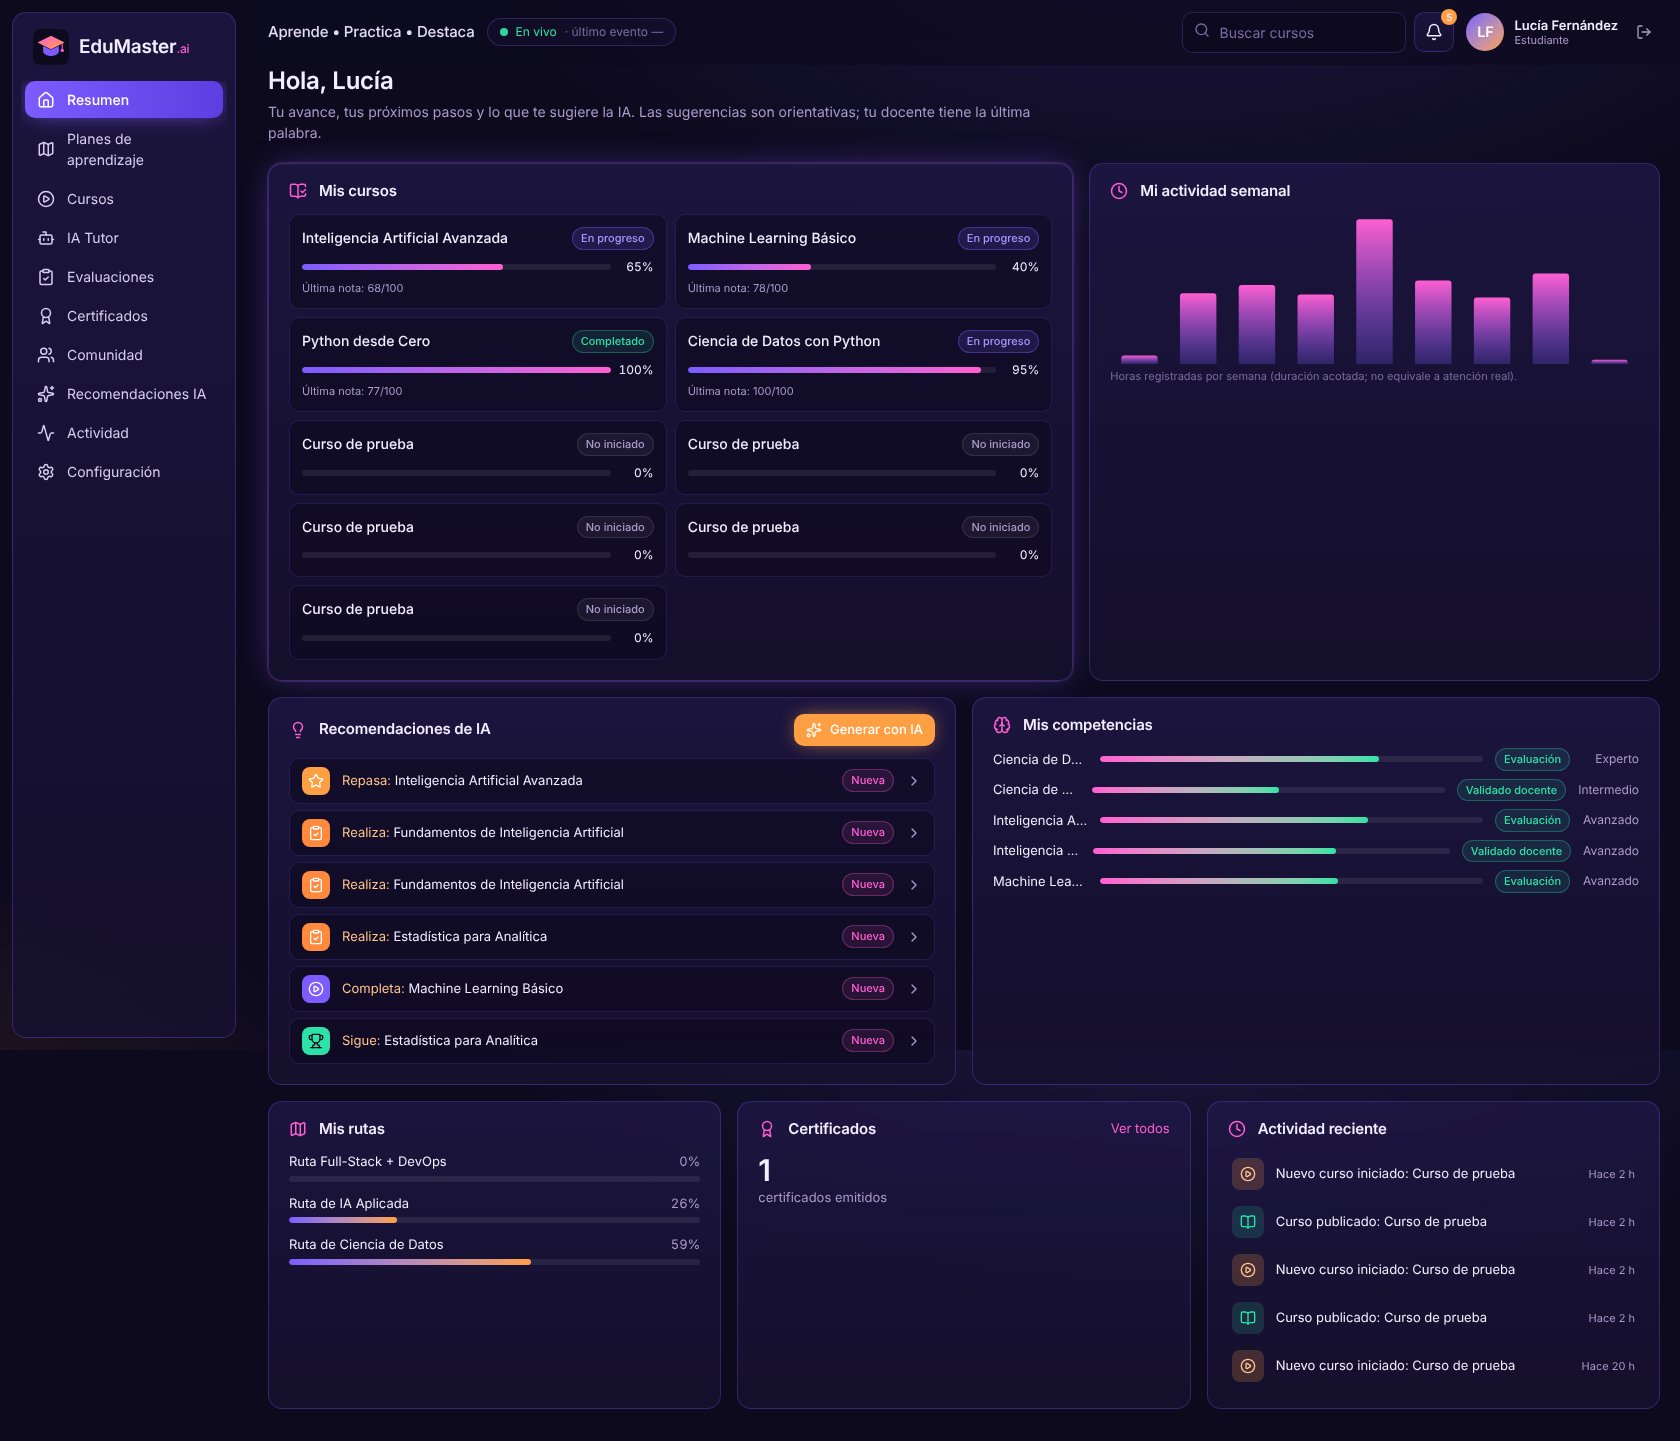 EduMaster.ai
Resumen
Planes de
aprendizaje
Cursos
IA Tutor
Evaluaciones
Certificados
Comunidad
Recomendaciones IA
Actividad
Configuración
Aprende • Practica • Destaca
En vivo · último evento —
Buscar cursos
5
LF
Lucía Fernández
Estudiante
Hola, Lucía
Tu avance, tus próximos pasos y lo que te sugiere la IA. Las sugerencias son orientativas; tu docente tiene la última
palabra.
Mis cursos
Inteligencia Artificial Avanzada En progreso
65%
Última nota: 68/100
Machine Learning Básico En progreso
40%
Última nota: 78/100
Python desde Cero Completado
100%
Última nota: 77/100
Ciencia de Datos con Python En progreso
95%
Última nota: 100/100
Curso de prueba No iniciado
0%
Curso de prueba No iniciado
0%
Curso de prueba No iniciado
0%
Curso de prueba No iniciado
0%
Curso de prueba No iniciado
0%
Mi actividad semanal
Horas registradas por semana (duración acotada; no equivale a atención real).
Recomendaciones de IA
Generar con IA
Repasa: Inteligencia Artificial Avanzada Nueva
Realiza: Fundamentos de Inteligencia Artificial Nueva
Realiza: Fundamentos de Inteligencia Artificial Nueva
Realiza: Estadística para Analítica Nueva
Completa: Machine Learning Básico Nueva
Sigue: Estadística para Analítica Nueva
Mis competencias
Ciencia de D... Evaluación Experto
Ciencia de ... Validado docente Intermedio
Inteligencia A... Evaluación Avanzado
Inteligencia ... Validado docente Avanzado
Machine Lea... Evaluación Avanzado
Mis rutas
Ruta Full-Stack + DevOps 0%
Ruta de IA Aplicada 26%
Ruta de Ciencia de Datos 59%
Certificados Ver todos
1
certificados emitidos
Actividad reciente
Nuevo curso iniciado: Curso de prueba Hace 2 h
Curso publicado: Curso de prueba Hace 2 h
Nuevo curso iniciado: Curso de prueba Hace 2 h
Curso publicado: Curso de prueba Hace 2 h
Nuevo curso iniciado: Curso de prueba Hace 20 h